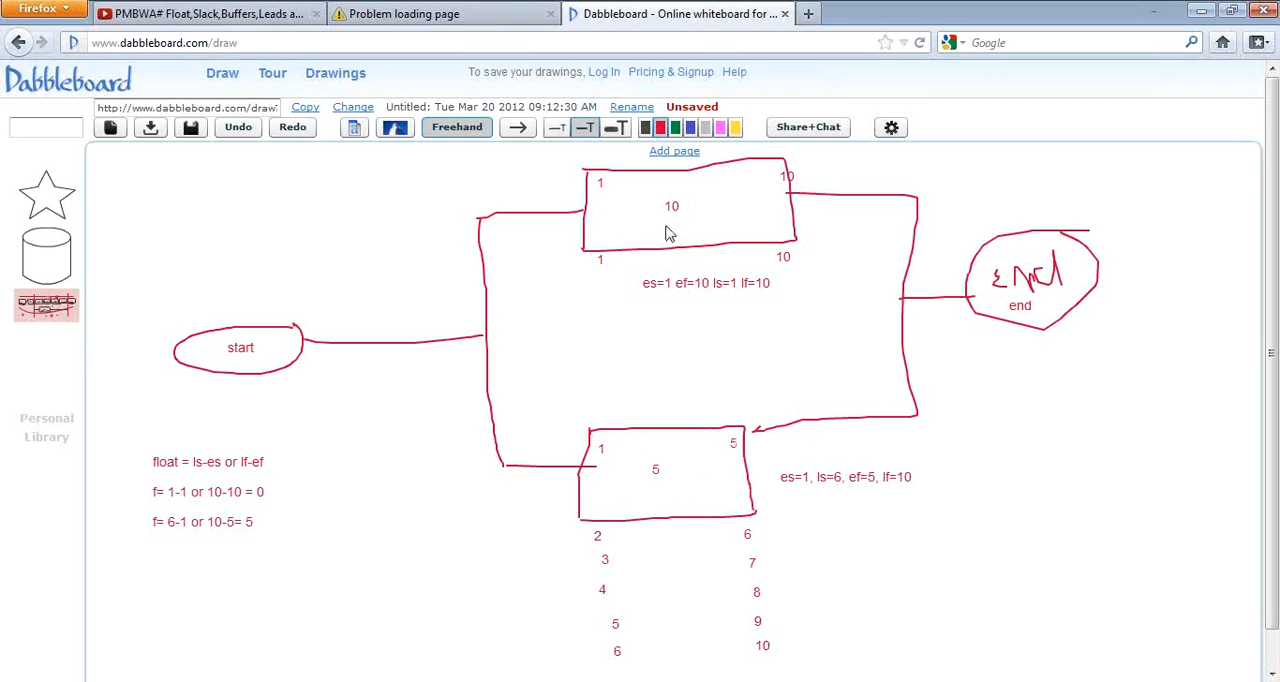 Firefox
PMBWA# Float,Slack,Buffers,Leads a...
Problem loading page
Dabbleboard - Online whiteboard for ...
www.dabbleboard.com/draw
Google
Dabbleboard
Draw Tour Drawings
To save your drawings, Log In Pricing & Signup Help
http://www.dabbleboard.com/draw? Copy Change Untitled: Tue Mar 20 2012 09:12:30 AM Rename Unsaved
Undo Redo Freehand T T T Share+Chat
Add page
1 10
10
1 10
es=1 ef=10 ls=1 lf=10
end
end
start
1 5
5
float = ls-es or lf-ef
es=1, ls=6, ef=5, lf=10
f= 1-1 or 10-10 = 0
f= 6-1 or 10-5= 5
2 6
3 7
4 8
5 9
6 10
Personal
Library